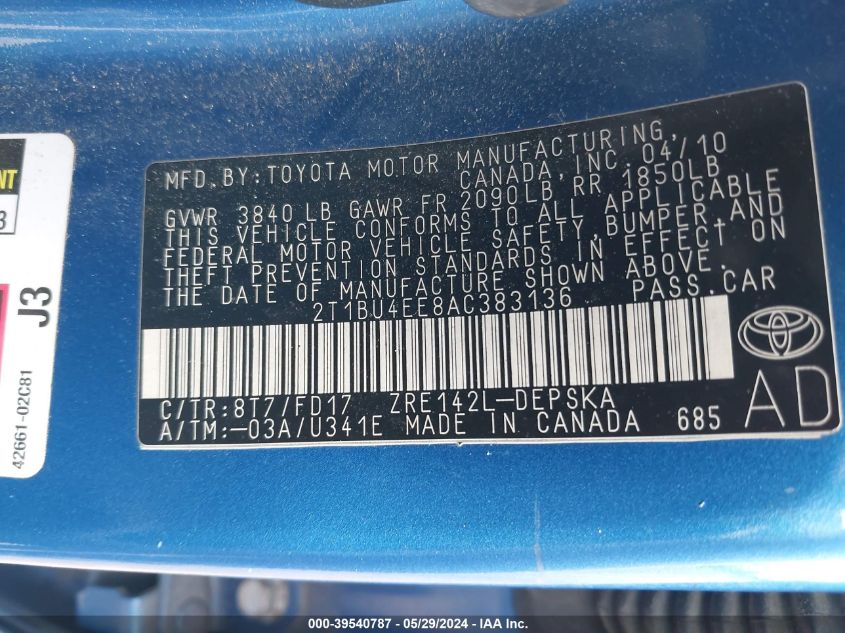 MFD. BY: TOYOTA MOTOR MANUFACTURING,
CANADA, INC. 04/10
GVWR 3840 LB GAWR FR 2090LB RR 1850LB
THIS VEHICLE CONFORMS TO ALL APPLICABLE
FEDERAL MOTOR VEHICLE SAFETY, BUMPER, AND
THEFT PREVENTION STANDARDS IN EFFECT ON
THE DATE OF MANUFACTURE SHOWN ABOVE.
2T1BU4EE8AC383136 PASS.CAR
C/TR: 8T7/FD17 ZRE142L-DEPSKA
A/TM: -03A/U341E MADE IN CANADA 685
AD
J3
42661-02C81
000-39540787 - 05/29/2024 - IAA Inc.